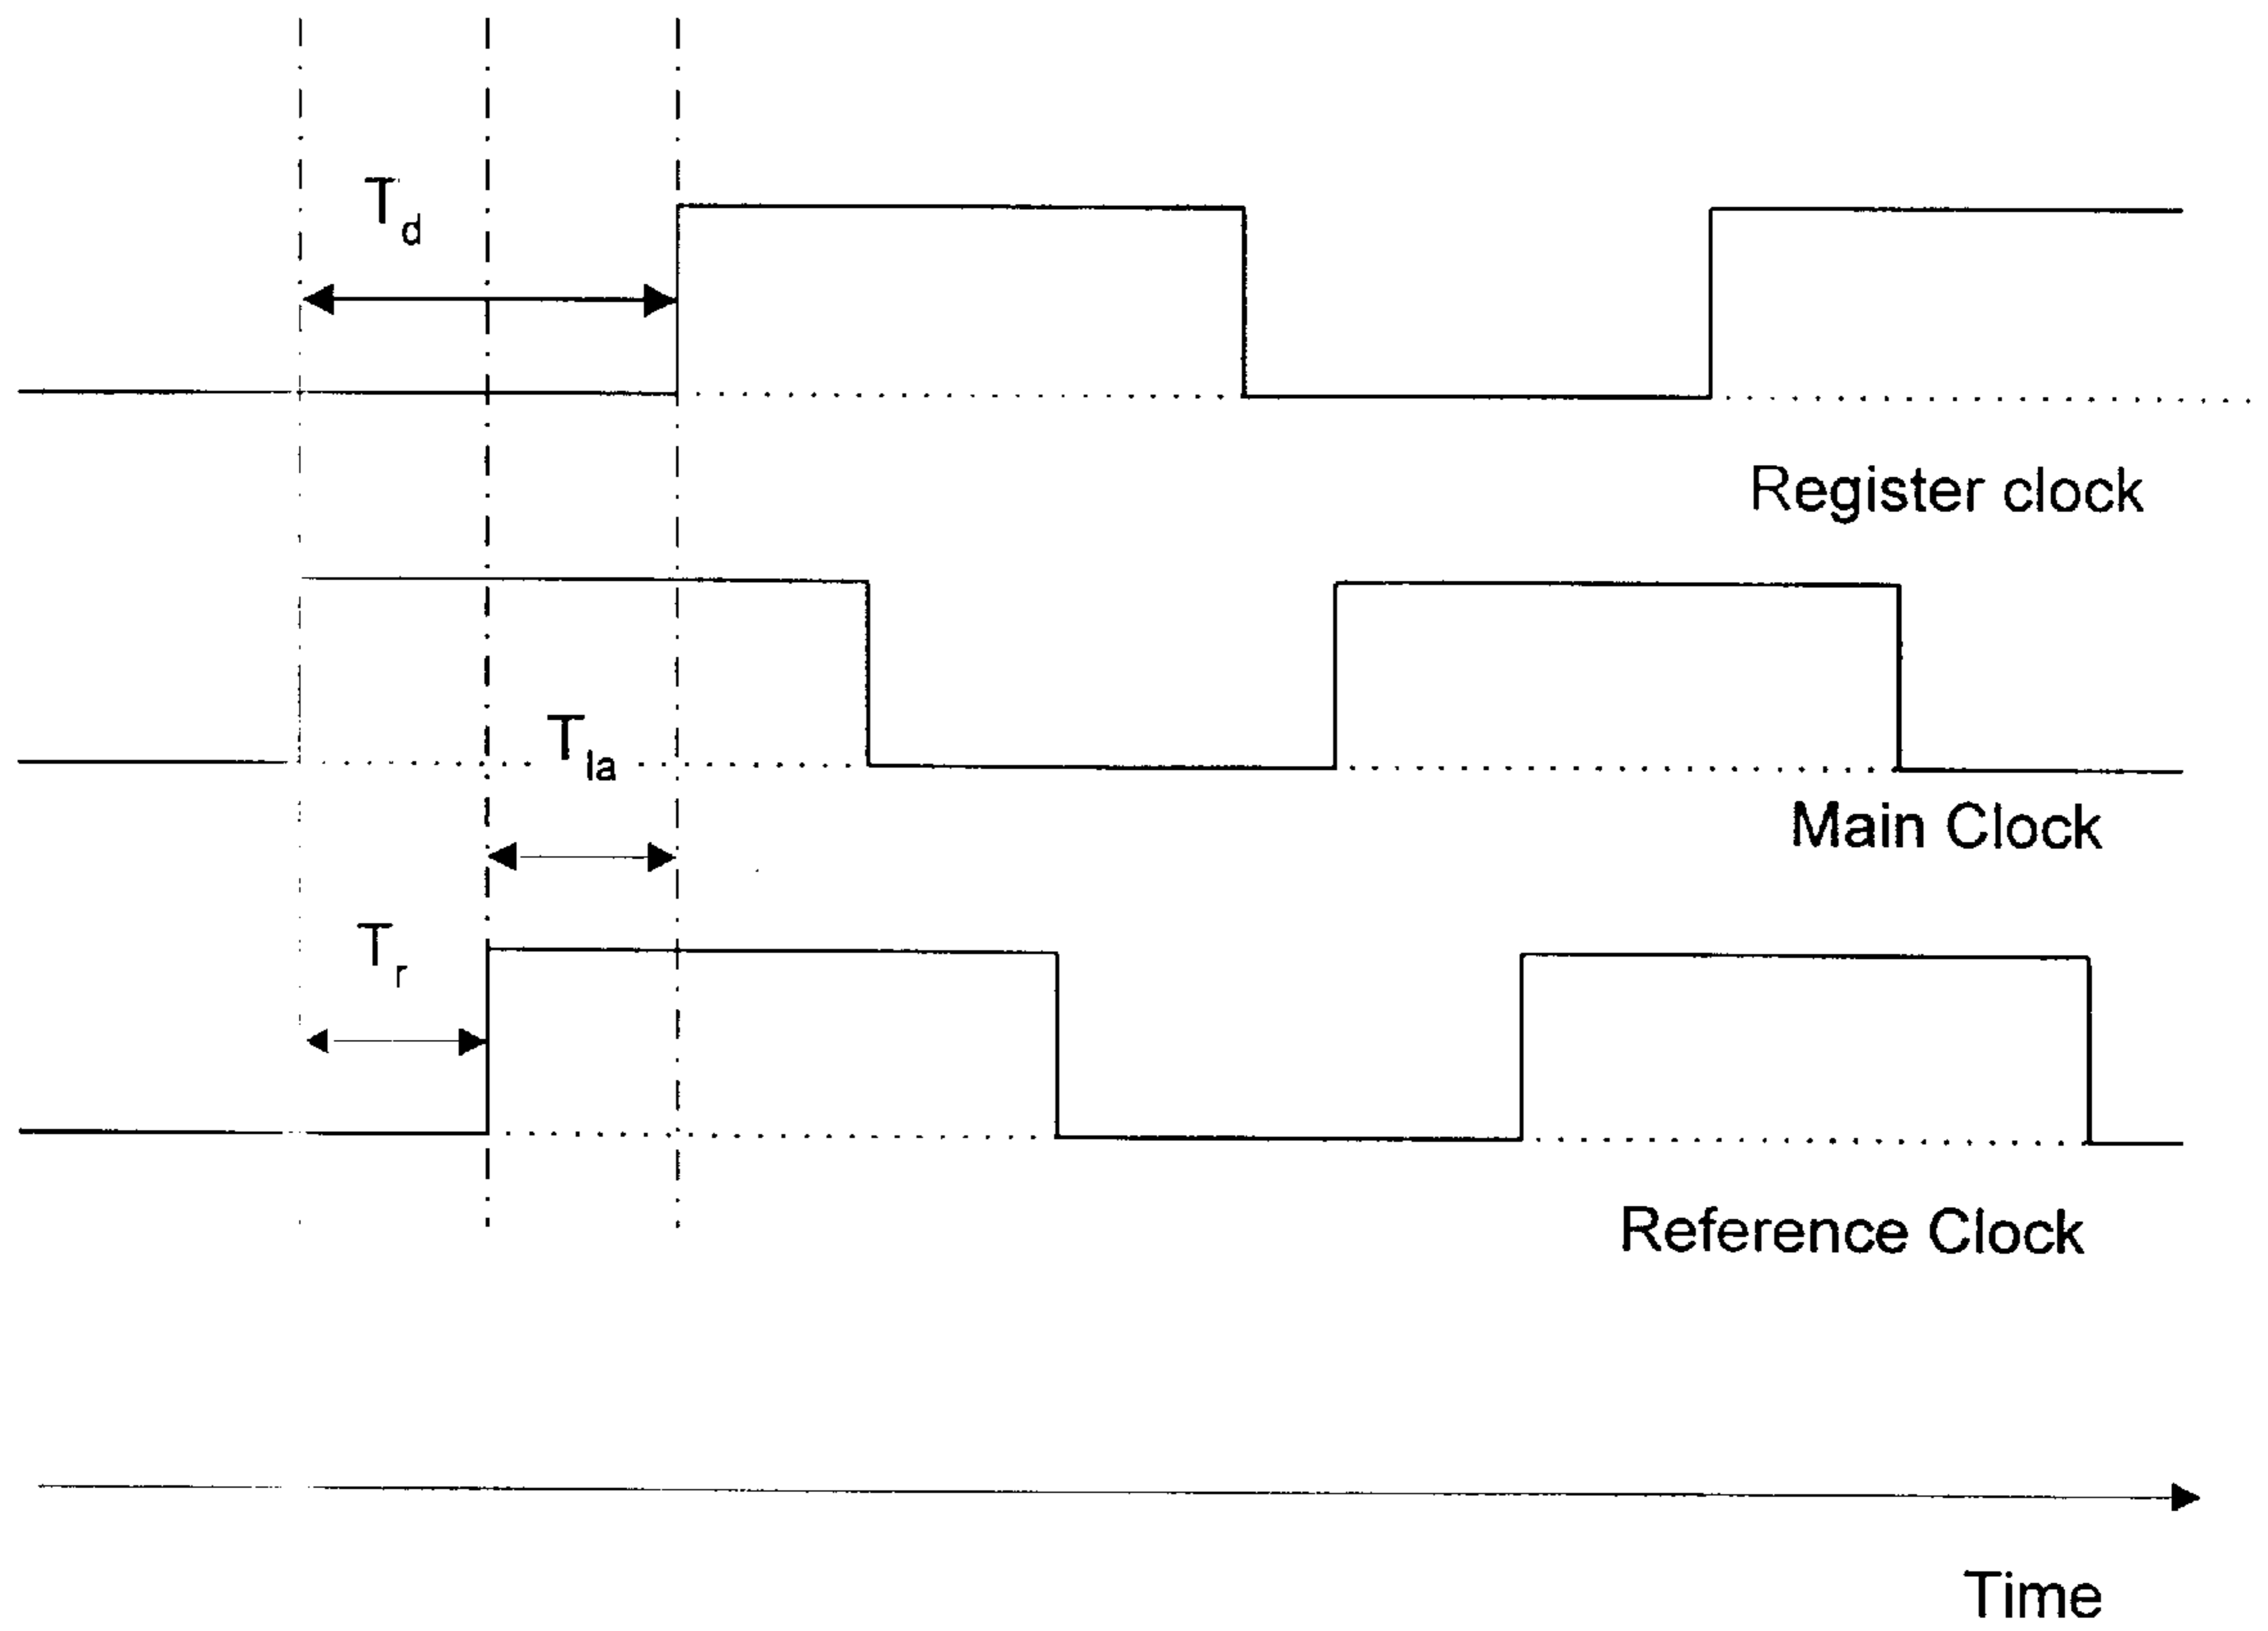 Td
Register clock
Tla
Main Clock
Tr
Reference Clock
Time